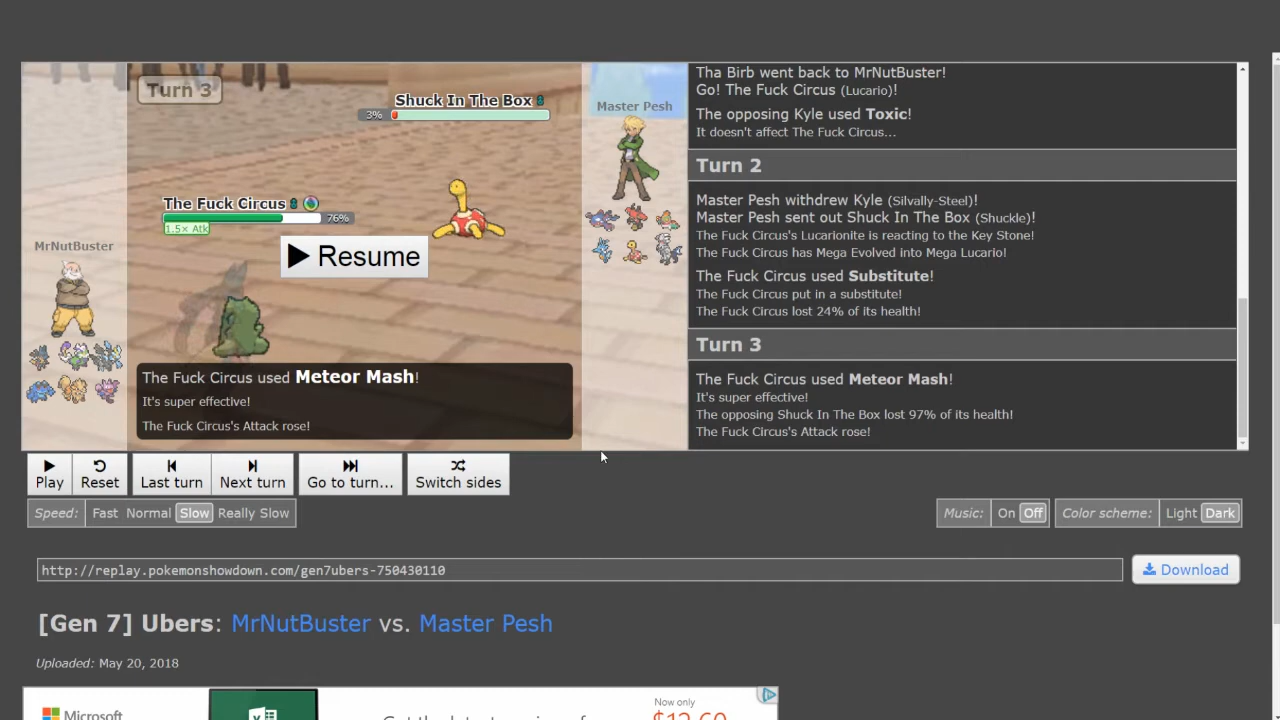 Turn 3
Shuck In The Box
3%
The Fuck Circus
76%
1.5× Atk
Resume
MrNutBuster
Master Pesh
The Fuck Circus used Meteor Mash!
It's super effective!
The Fuck Circus's Attack rose!
Tha Birb went back to MrNutBuster!
Go! The Fuck Circus (Lucario)!
The opposing Kyle used Toxic!
It doesn't affect The Fuck Circus...
Turn 2
Master Pesh withdrew Kyle (Silvally-Steel)!
Master Pesh sent out Shuck In The Box (Shuckle)!
The Fuck Circus's Lucarionite is reacting to the Key Stone!
The Fuck Circus has Mega Evolved into Mega Lucario!
The Fuck Circus used Substitute!
The Fuck Circus put in a substitute!
The Fuck Circus lost 24% of its health!
Turn 3
The Fuck Circus used Meteor Mash!
It's super effective!
The opposing Shuck In The Box lost 97% of its health!
The Fuck Circus's Attack rose!
Play Reset Last turn Next turn Go to turn... Switch sides
Speed: Fast Normal Slow Really Slow
Music: On Off Color scheme: Light Dark
http://replay.pokemonshowdown.com/gen7ubers-750430110
Download
[Gen 7] Ubers: MrNutBuster vs. Master Pesh
Uploaded: May 20, 2018
Microsoft
Now only